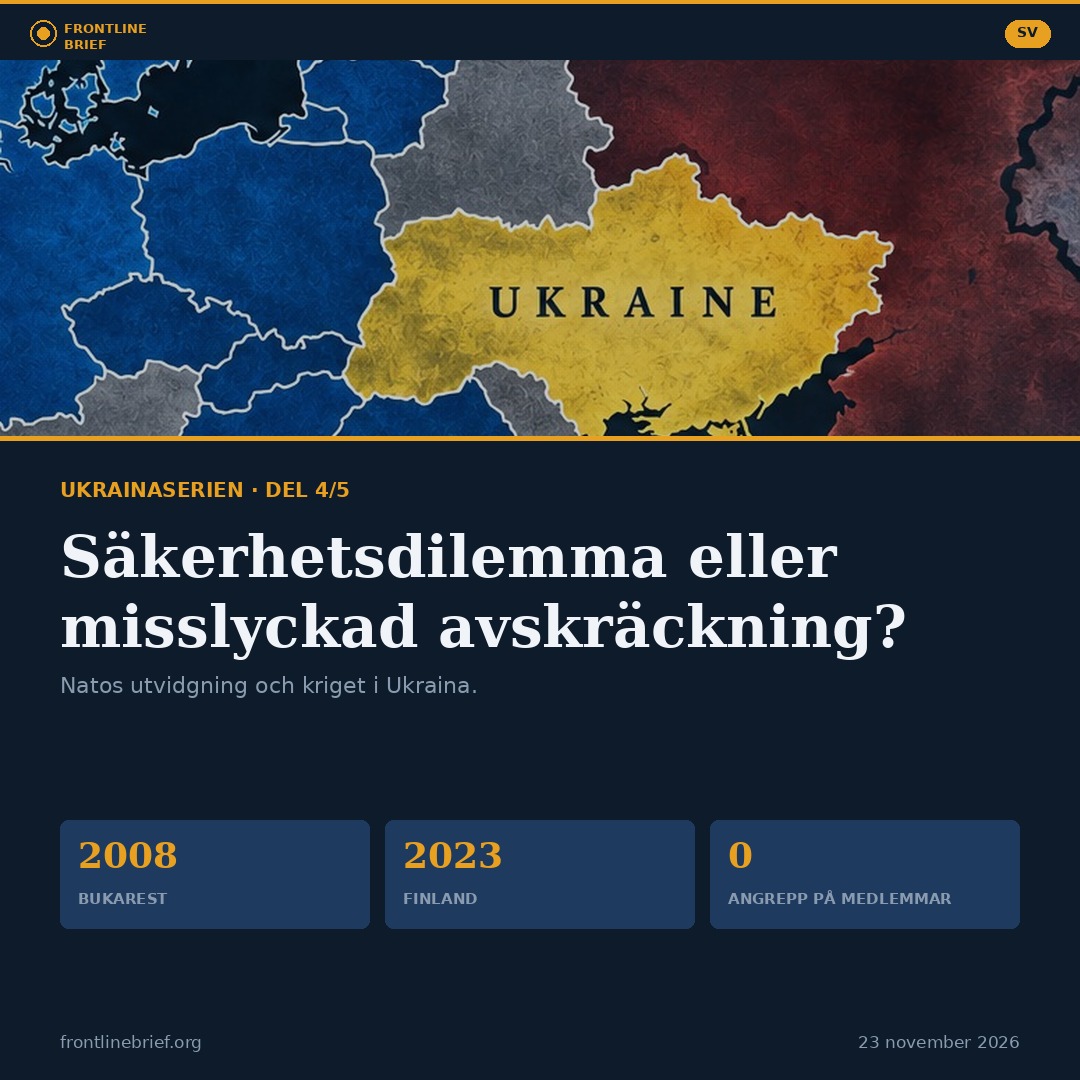 FRONTLINE
BRIEF
SV
UKRAINE
UKRAINASERIEN · DEL 4/5
Säkerhetsdilemma eller
misslyckad avskräckning?
Natos utvidgning och kriget i Ukraina.
2008
BUKAREST
2023
FINLAND
0
ANGREPP PÅ MEDLEMMAR
frontlinebrief.org
23 november 2026